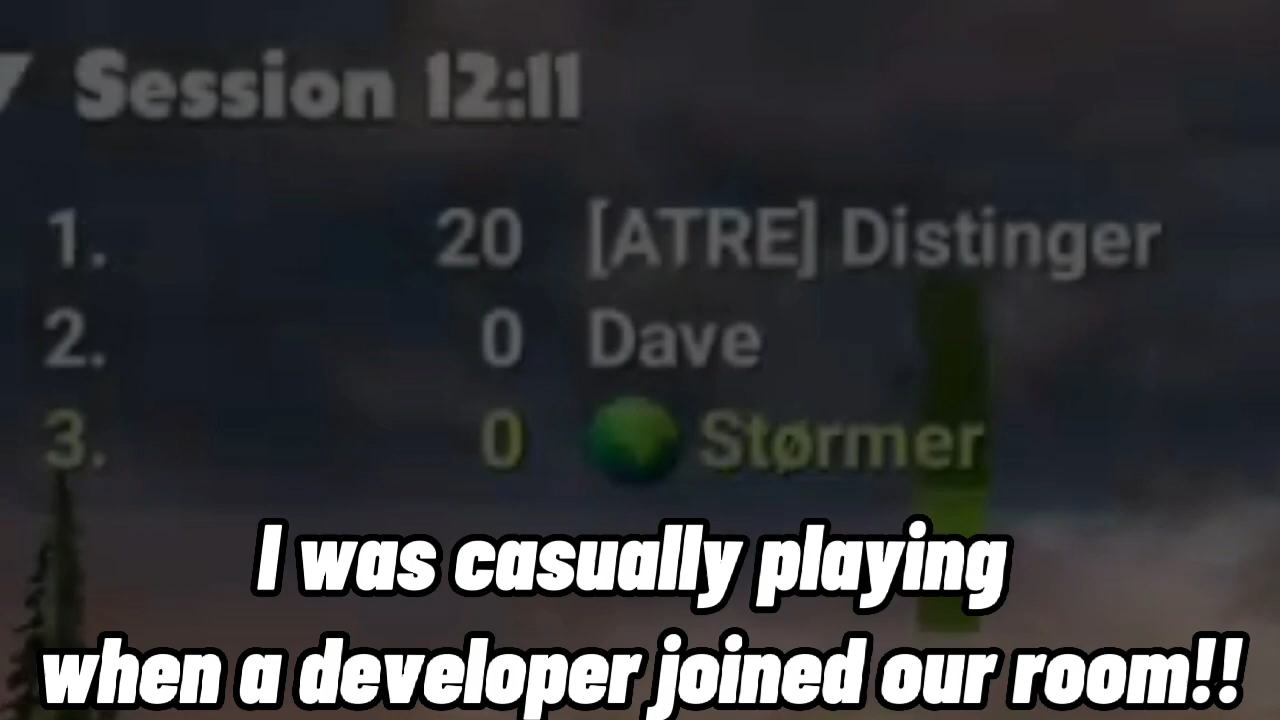 Session 12:11
1. 20 [ATRE] Distinger
2. 0 Dave
3. 0 Størmer
I was casually playing
when a developer joined our room!!